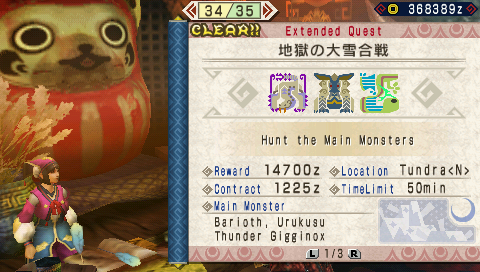 34/35
368389z
CLEAR!!
Extended Quest
地獄の大雪合戦
Hunt the Main Monsters
Reward 14700z
Location Tundra<N>
Contract 1225z
TimeLimit 50min
Main Monster
Barioth, Urukusu
Thunder Gigginox
L 1/3 R